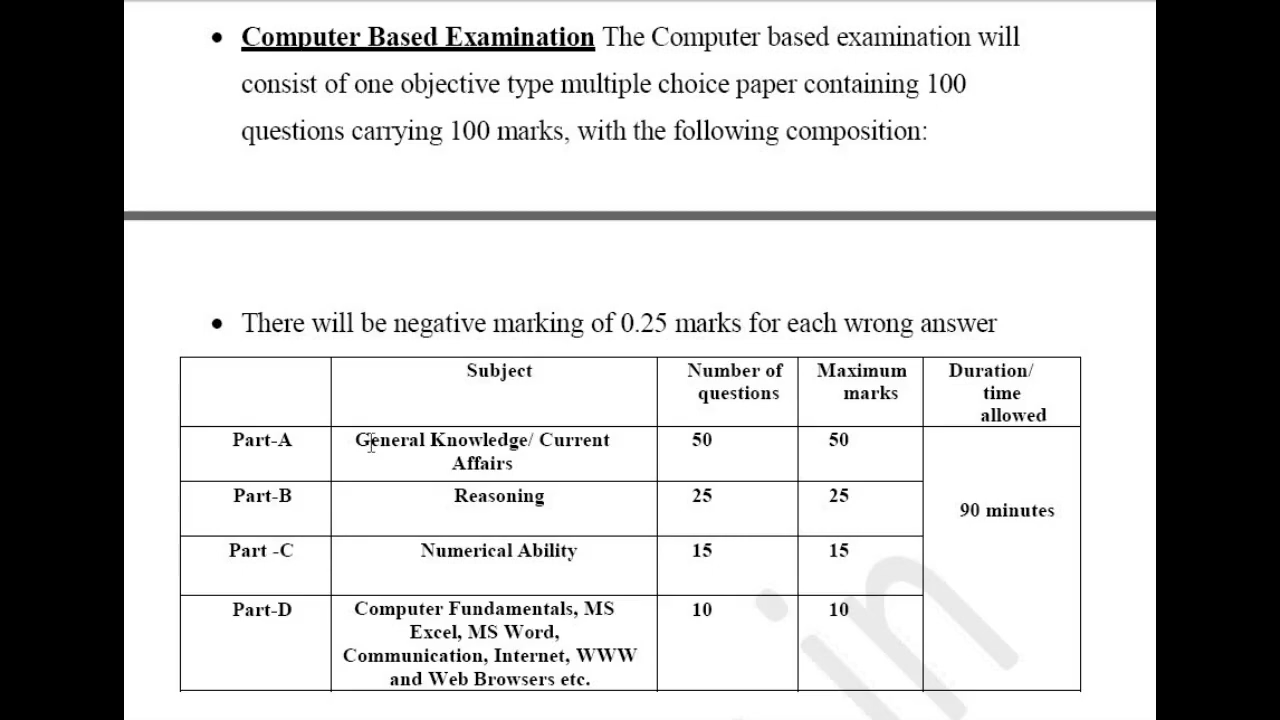 • Computer Based Examination The Computer based examination will
consist of one objective type multiple choice paper containing 100
questions carrying 100 marks, with the following composition:
• There will be negative marking of 0.25 marks for each wrong answer
Subject Number of questions Maximum marks Duration/ time allowed
Part-A General Knowledge/ Current Affairs 50 50 90 minutes
Part-B Reasoning 25 25
Part -C Numerical Ability 15 15
Part-D Computer Fundamentals, MS Excel, MS Word, Communication, Internet, WWW and Web Browsers etc. 10 10
in